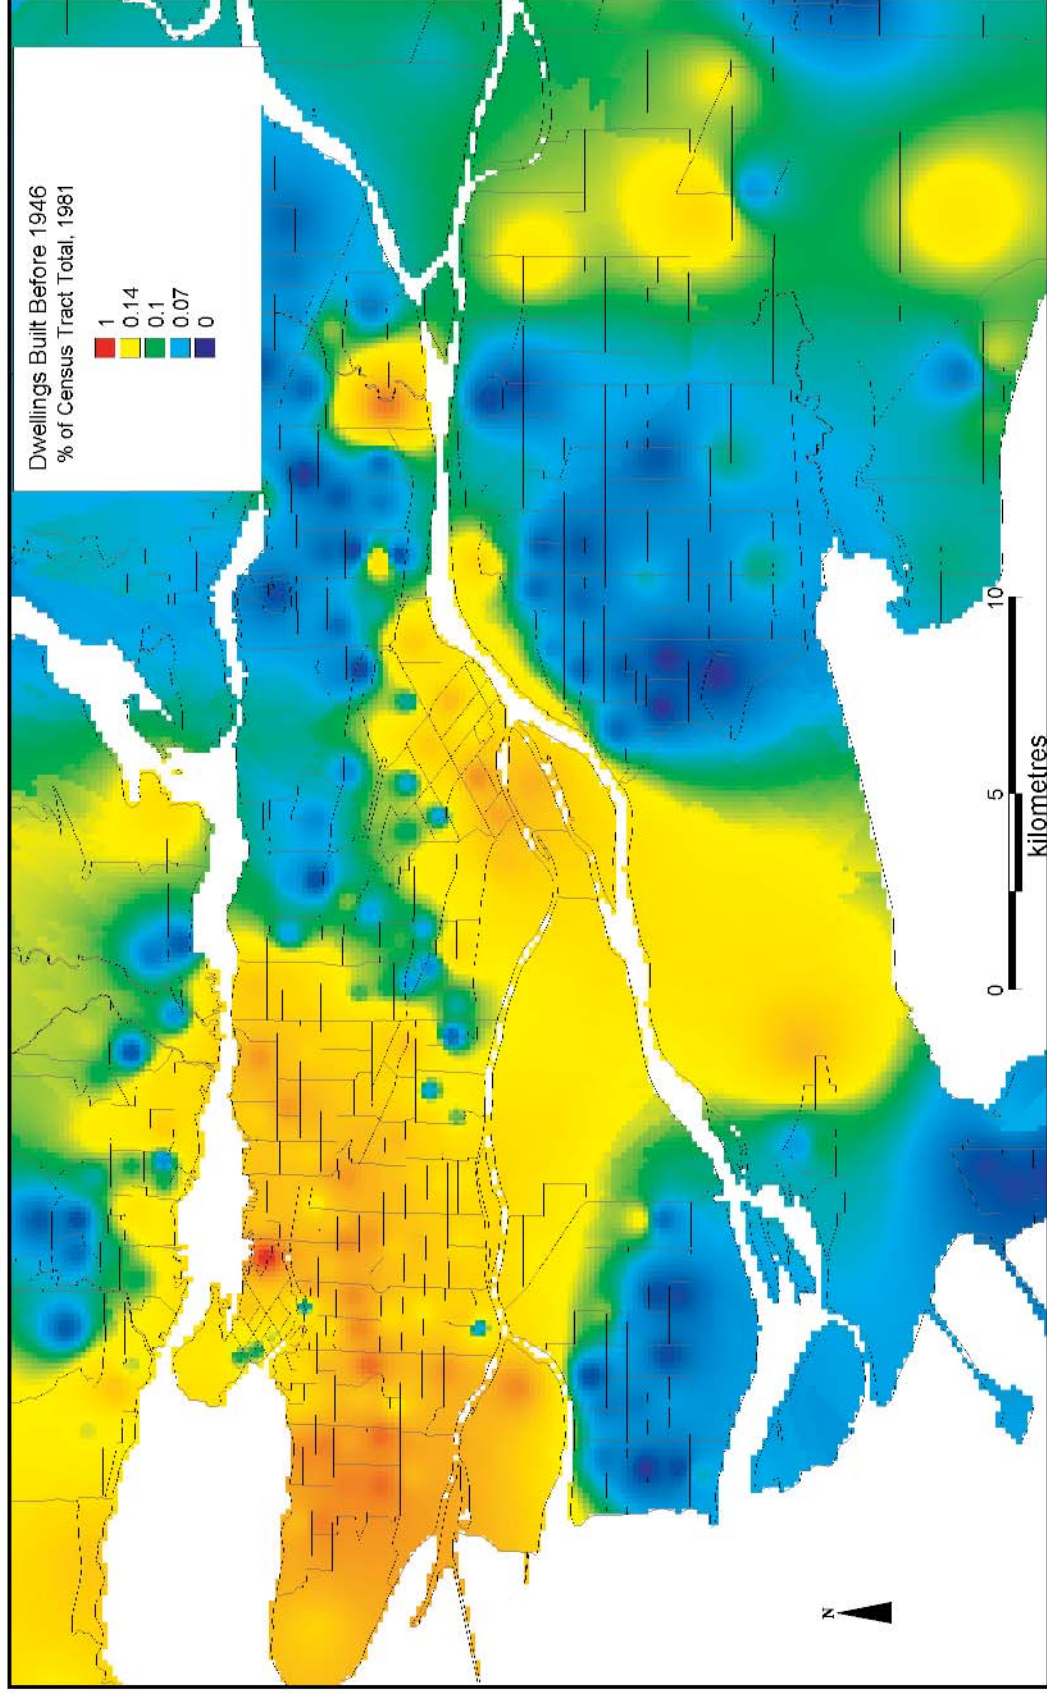 Dwellings Built Before 1946
% of Census Tract Total, 1981
1
0.14
0.1
0.07
0
N
0 5 10
kilometres